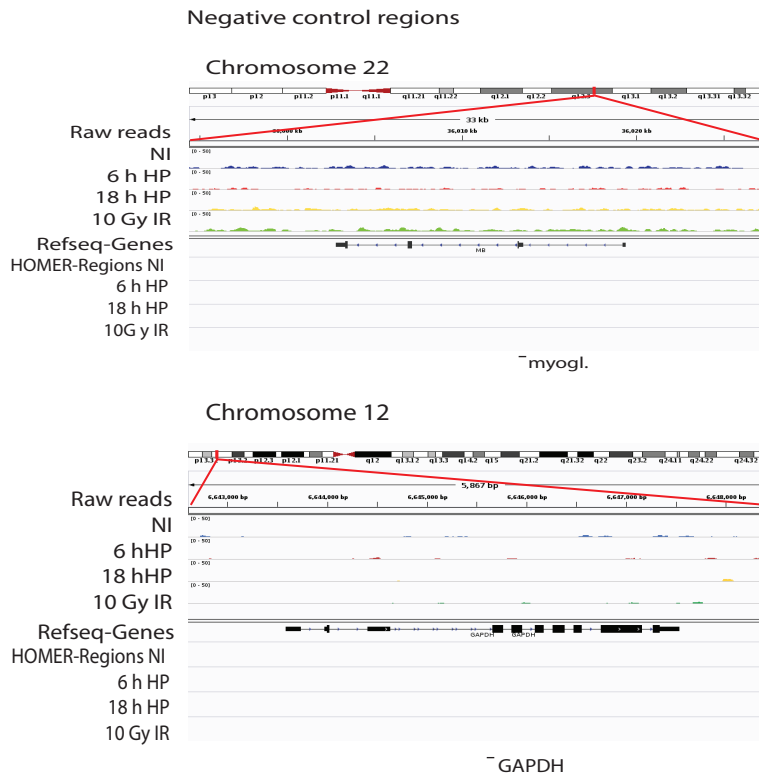 Negative control regions
Chromosome 22
p13 p12 p11.2 p11.1 q11.1 q11.21 q11.22 q12.1 q12.2 q13.1 q13.2 q13.31 q13.32
33 kb
Raw reads 36,010 kb 36,020 kb
NI [0 - 50]
6 h HP [0 - 50]
18 h HP [0 - 50]
10 Gy IR [0 - 50]
Refseq-Genes
MB
HOMER-Regions NI
6 h HP
18 h HP
10G y IR
- myogl.
Chromosome 12
p12.3 p12.1 p11.21 q12 q13.12 q13.3 q14.2 q15 q21.2 q21.32 q22 q23.2 q24.11 q24.22 q24.32
5,867 bp
Raw reads 6,643,000 bp 6,644,000 bp 6,645,000 bp 6,646,000 bp 6,647,000 bp 6,648,000 bp
NI [0 - 50]
6 hHP [0 - 50]
18 hHP [0 - 50]
10 Gy IR [0 - 50]
Refseq-Genes
GAPDH GAPDH
HOMER-Regions NI
6 h HP
18 h HP
10 Gy IR
- GAPDH